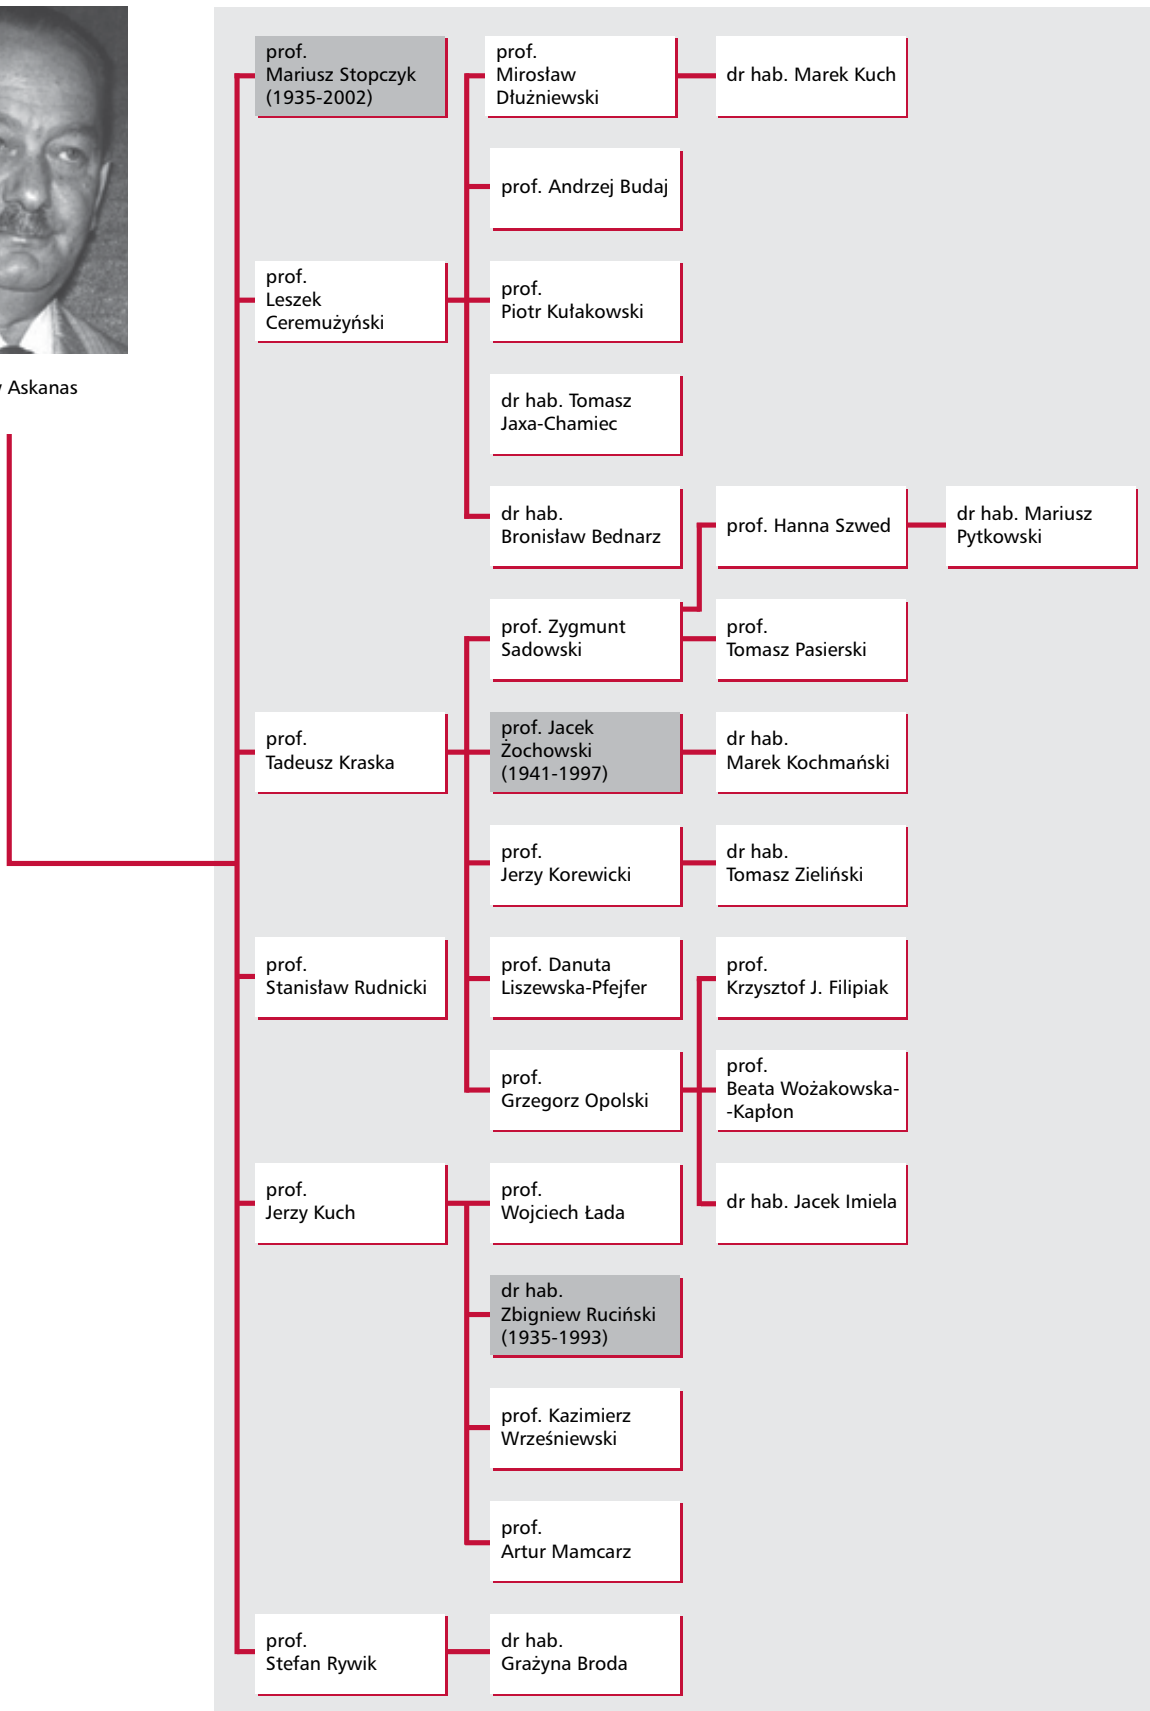 prof.
Mariusz Stopczyk
(1935-2002)
prof.
Mirosław
Dłużniewski
dr hab. Marek Kuch
prof. Andrzej Budaj
prof.
Leszek
Ceremużyński
prof.
Piotr Kułakowski
Askanas
dr hab. Tomasz
Jaxa-Chamiec
dr hab.
Bronisław Bednarz
prof. Hanna Szwed
dr hab. Mariusz
Pytkowski
prof. Zygmunt
Sadowski
prof.
Tomasz Pasierski
prof.
Tadeusz Kraska
prof. Jacek
Żochowski
(1941-1997)
dr hab.
Marek Kochmański
prof.
Jerzy Korewicki
dr hab.
Tomasz Zieliński
prof.
Stanisław Rudnicki
prof. Danuta
Liszewska-Pfejfer
prof.
Krzysztof J. Filipiak
prof.
Grzegorz Opolski
prof.
Beata Wożakowska-
-Kapłon
prof.
Jerzy Kuch
prof.
Wojciech Łada
dr hab. Jacek Imiela
dr hab.
Zbigniew Ruciński
(1935-1993)
prof. Kazimierz
Wrześniewski
prof.
Artur Mamcarz
prof.
Stefan Rywik
dr hab.
Grażyna Broda